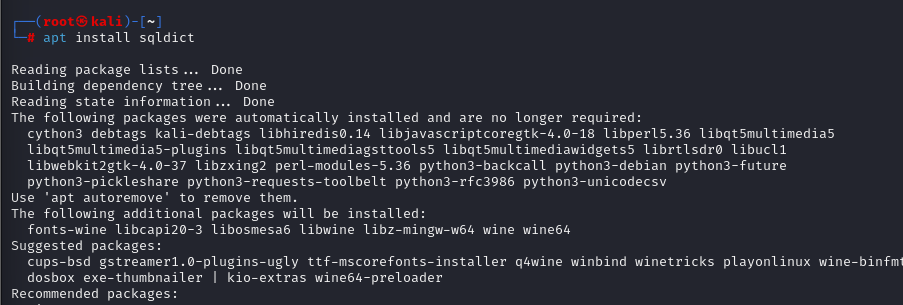 (root㉿kali)-[~]
# apt install sqldict
Reading package lists... Done
Building dependency tree... Done
Reading state information... Done
The following packages were automatically installed and are no longer required:
cython3 debtags kali-debtags libhiredis0.14 libjavascriptcoregtk-4.0-18 libperl5.36 libqt5multimedia5
libqt5multimedia5-plugins libqt5multimediagsttools5 libqt5multimediawidgets5 librtlsdr0 libucl1
libwebkit2gtk-4.0-37 libzxing2 perl-modules-5.36 python3-backcall python3-debian python3-future
python3-pickleshare python3-requests-toolbelt python3-rfc3986 python3-unicodecsv
Use 'apt autoremove' to remove them.
The following additional packages will be installed:
fonts-wine libcapi20-3 libosmesa6 libwine libz-mingw-w64 wine wine64
Suggested packages:
cups-bsd gstreamer1.0-plugins-ugly ttf-mscorefonts-installer q4wine winbind winetricks playonlinux wine-binfmt
dosbox exe-thumbnailer | kio-extras wine64-preloader
Recommended packages: